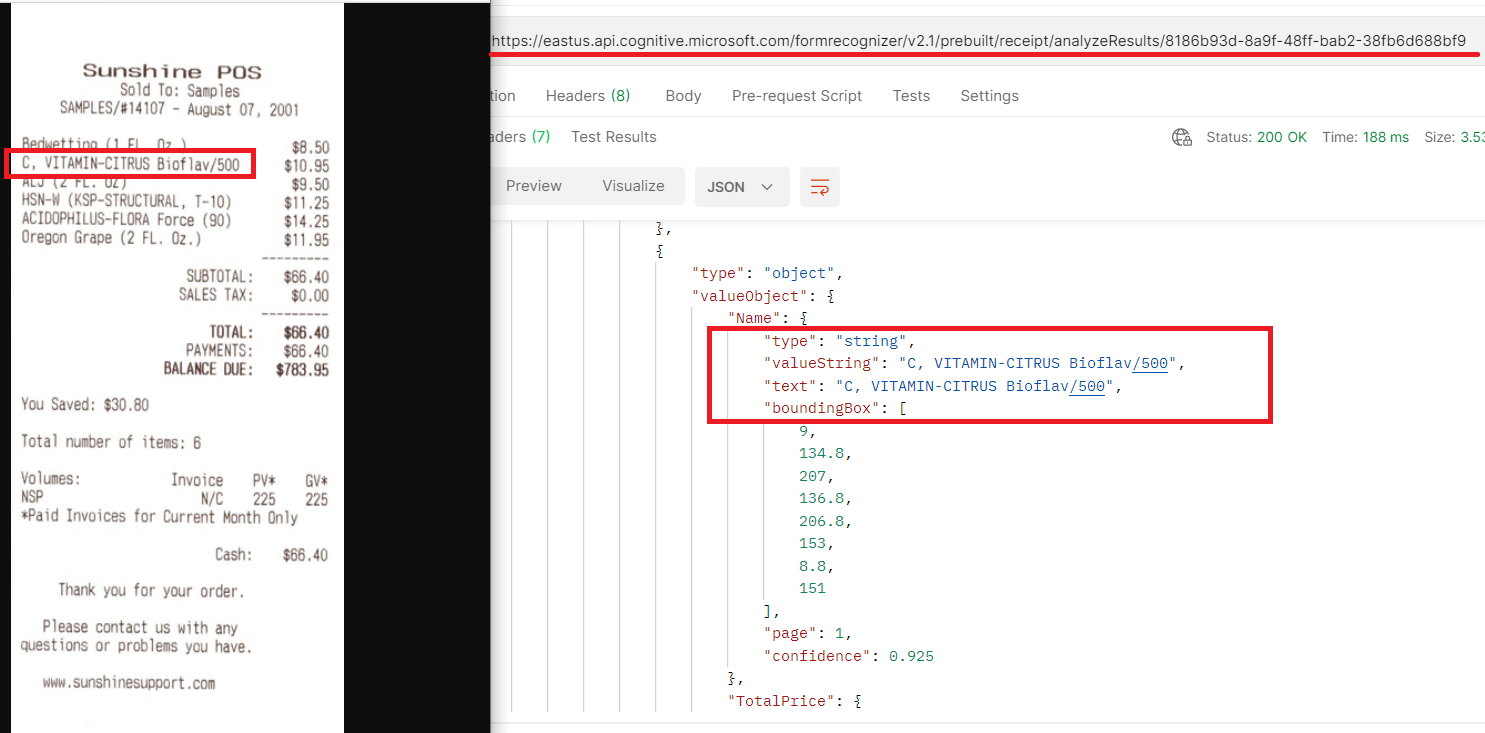 Sunshine POS
Sold To: Samples
SAMPLES/#14107 - August 07, 2001
Bedwetting (1 FL. Oz.) $8.50
C, VITAMIN-CITRUS Bioflav/500 $10.95
ALJ (2 FL. OZ) $9.50
HSN-W (KSP-STRUCTURAL, T-10) $11.25
ACIDOPHILUS-FLORA Force (90) $14.25
Oregon Grape (2 FL. Oz.) $11.95
---------
SUBTOTAL: $66.40
SALES TAX: $0.00
---------
TOTAL: $66.40
PAYMENTS: $66.40
BALANCE DUE: $783.95
You Saved: $30.80
Total number of items: 6
Volumes: Invoice PV* GV*
NSP N/C 225 225
*Paid Invoices for Current Month Only
Cash: $66.40
Thank you for your order.
Please contact us with any
questions or problems you have.
www.sunshinesupport.com
https://eastus.api.cognitive.microsoft.com/formrecognizer/v2.1/prebuilt/receipt/analyzeResults/8186b93d-8a9f-48ff-bab2-38fb6d688bf9
tion Headers (8) Body Pre-request Script Tests Settings
aders (7) Test Results Status: 200 OK Time: 188 ms Size: 3.53
Preview Visualize JSON
},
{
"type": "object",
"valueObject": {
"Name": {
"type": "string",
"valueString": "C, VITAMIN-CITRUS Bioflav/500",
"text": "C, VITAMIN-CITRUS Bioflav/500",
"boundingBox": [
9,
134.8,
207,
136.8,
206.8,
153,
8.8,
151
],
"page": 1,
"confidence": 0.925
},
"TotalPrice": {